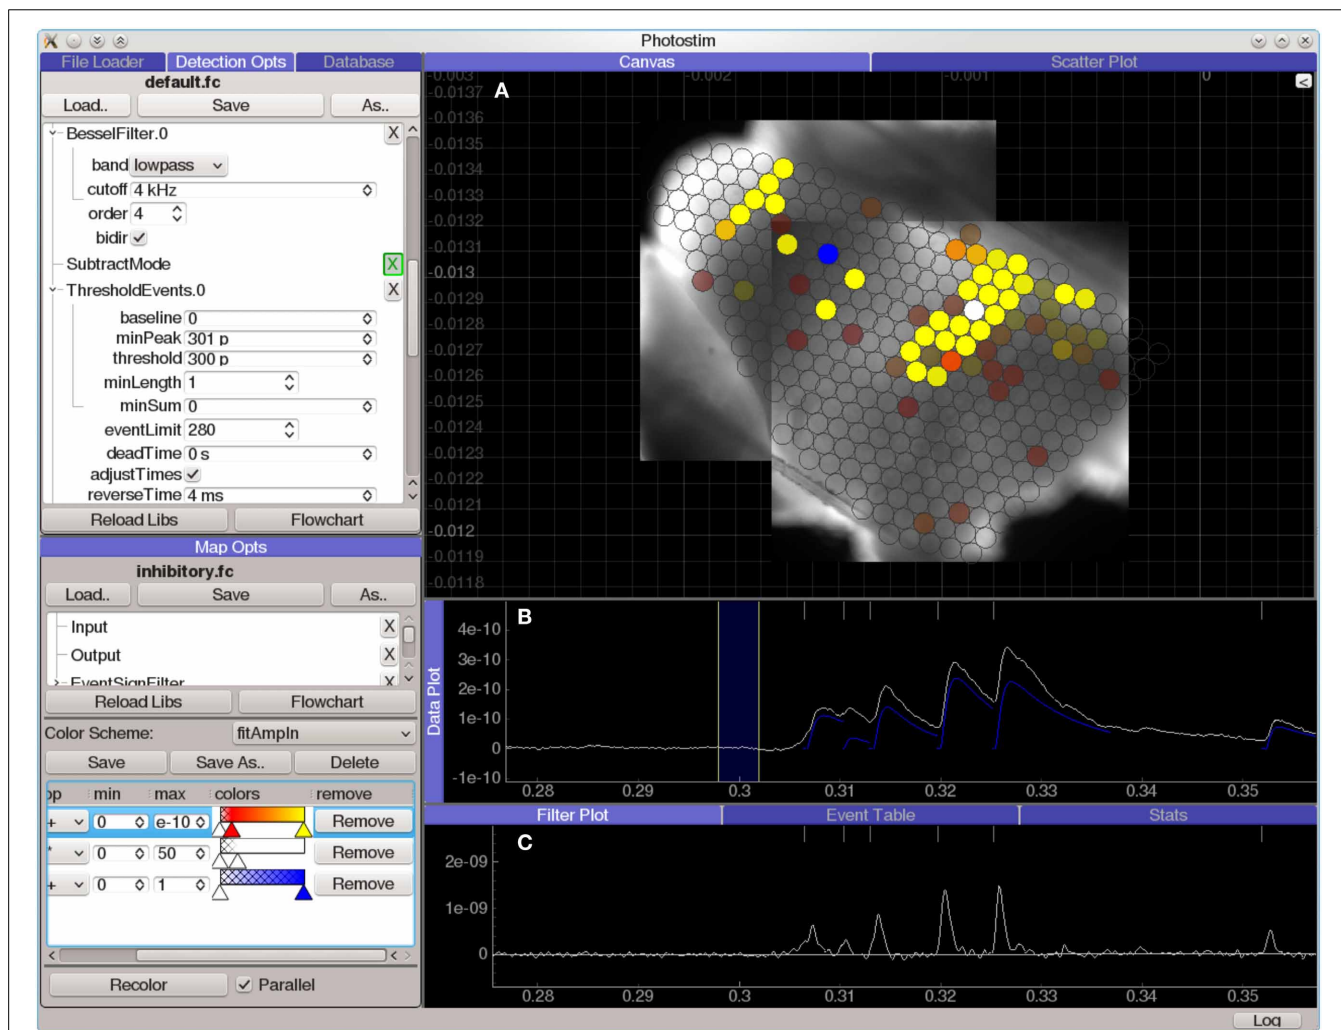 Photostim
File Loader Detection Opts Database Canvas Scatter Plot
default.fc
Load.. Save As..
BesselFilter.0 X
band lowpass
cutoff 4 kHz
order 4
bidir
SubtractMode X
ThresholdEvents.0 X
baseline 0
minPeak 301 p
threshold 300 p
minLength 1
minSum 0
eventLimit 280
deadTime 0 s
adjustTimes
reverseTime 4 ms
Reload Libs Flowchart
Map Opts
inhibitory.fc
Load.. Save As..
Input X
Output X
EventSignFilter X
Reload Libs Flowchart
Color Scheme: fitAmpIn
Save Save As.. Delete
op min max colors remove
+ 0 e-10 Remove
* 0 50 Remove
+ 0 1 Remove
Recolor Parallel
A
-0.002 -0.001 0 <
-0.003
-0.0137
-0.0136
-0.0135
-0.0134
-0.0133
-0.0132
-0.0131
-0.013
-0.0129
-0.0128
-0.0127
-0.0126
-0.0125
-0.0124
-0.0123
-0.0122
-0.0121
-0.012
-0.0119
-0.0118
Data Plot
B
4e-10
3e-10
2e-10
1e-10
0
-1e-10
0.28 0.29 0.3 0.31 0.32 0.33 0.34 0.35
Filter Plot Event Table Stats
C
2e-09
1e-09
0
0.28 0.29 0.3 0.31 0.32 0.33 0.34 0.35
Log